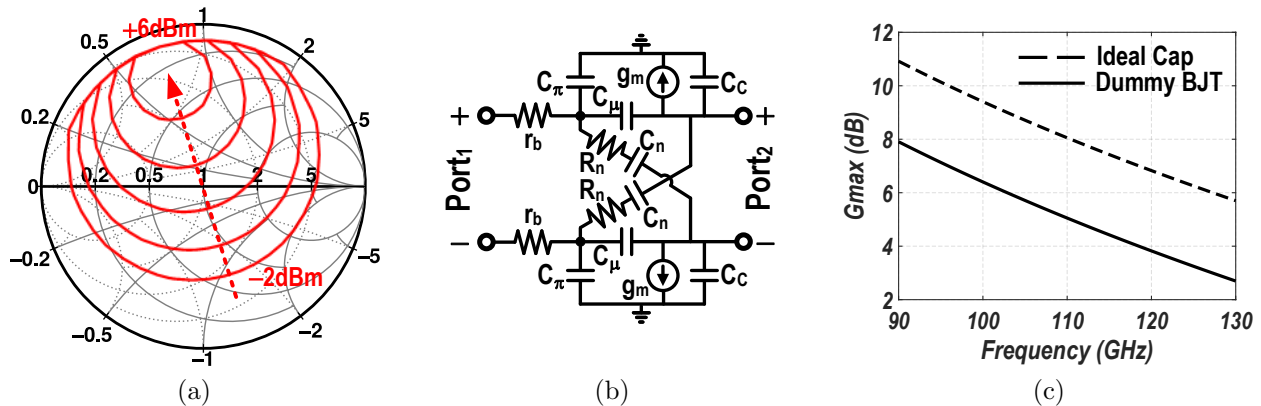 +6dBm
1
0.5
2
0.2
5
0
0.2
0.5
1
2
5
−0.2
−5
−2dBm
−0.5
−2
−1
(a)
Cπ
gm
CC
Cμ
+
+
rb
Rn
Cn
Port1
Port2
Rn
Cn
rb
−
−
Cμ
Cπ
gm
CC
(b)
12
Ideal Cap
Dummy BJT
10
8
6
4
2
Gmax (dB)
90
100
110
120
130
Frequency (GHz)
(c)